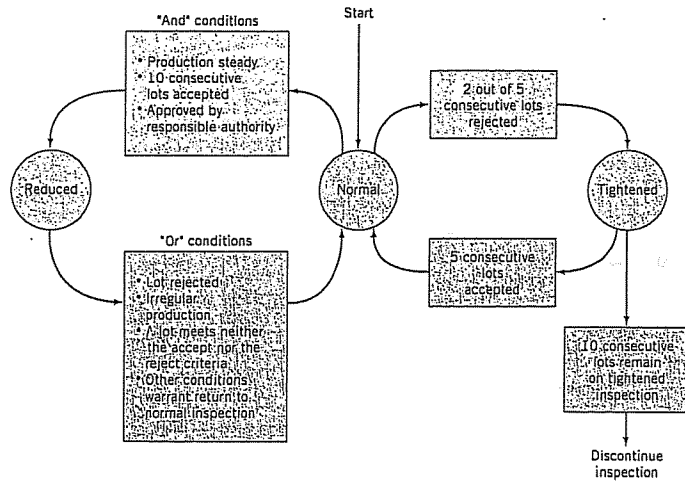 Start
"And" conditions
• Production steady
• 10 consecutive
lots accepted
• Approved by
responsible authority
2 out of 5
consecutive lots
rejected
Reduced
Normal
Tightened
"Or" conditions
• Lot rejected
• Irregular
production
• A lot meets neither
the accept nor the
reject criteria
• Other conditions
warrant return to
normal inspection
5 consecutive
lots
accepted
10 consecutive
lots remain
on tightened
inspection
Discontinue
inspection